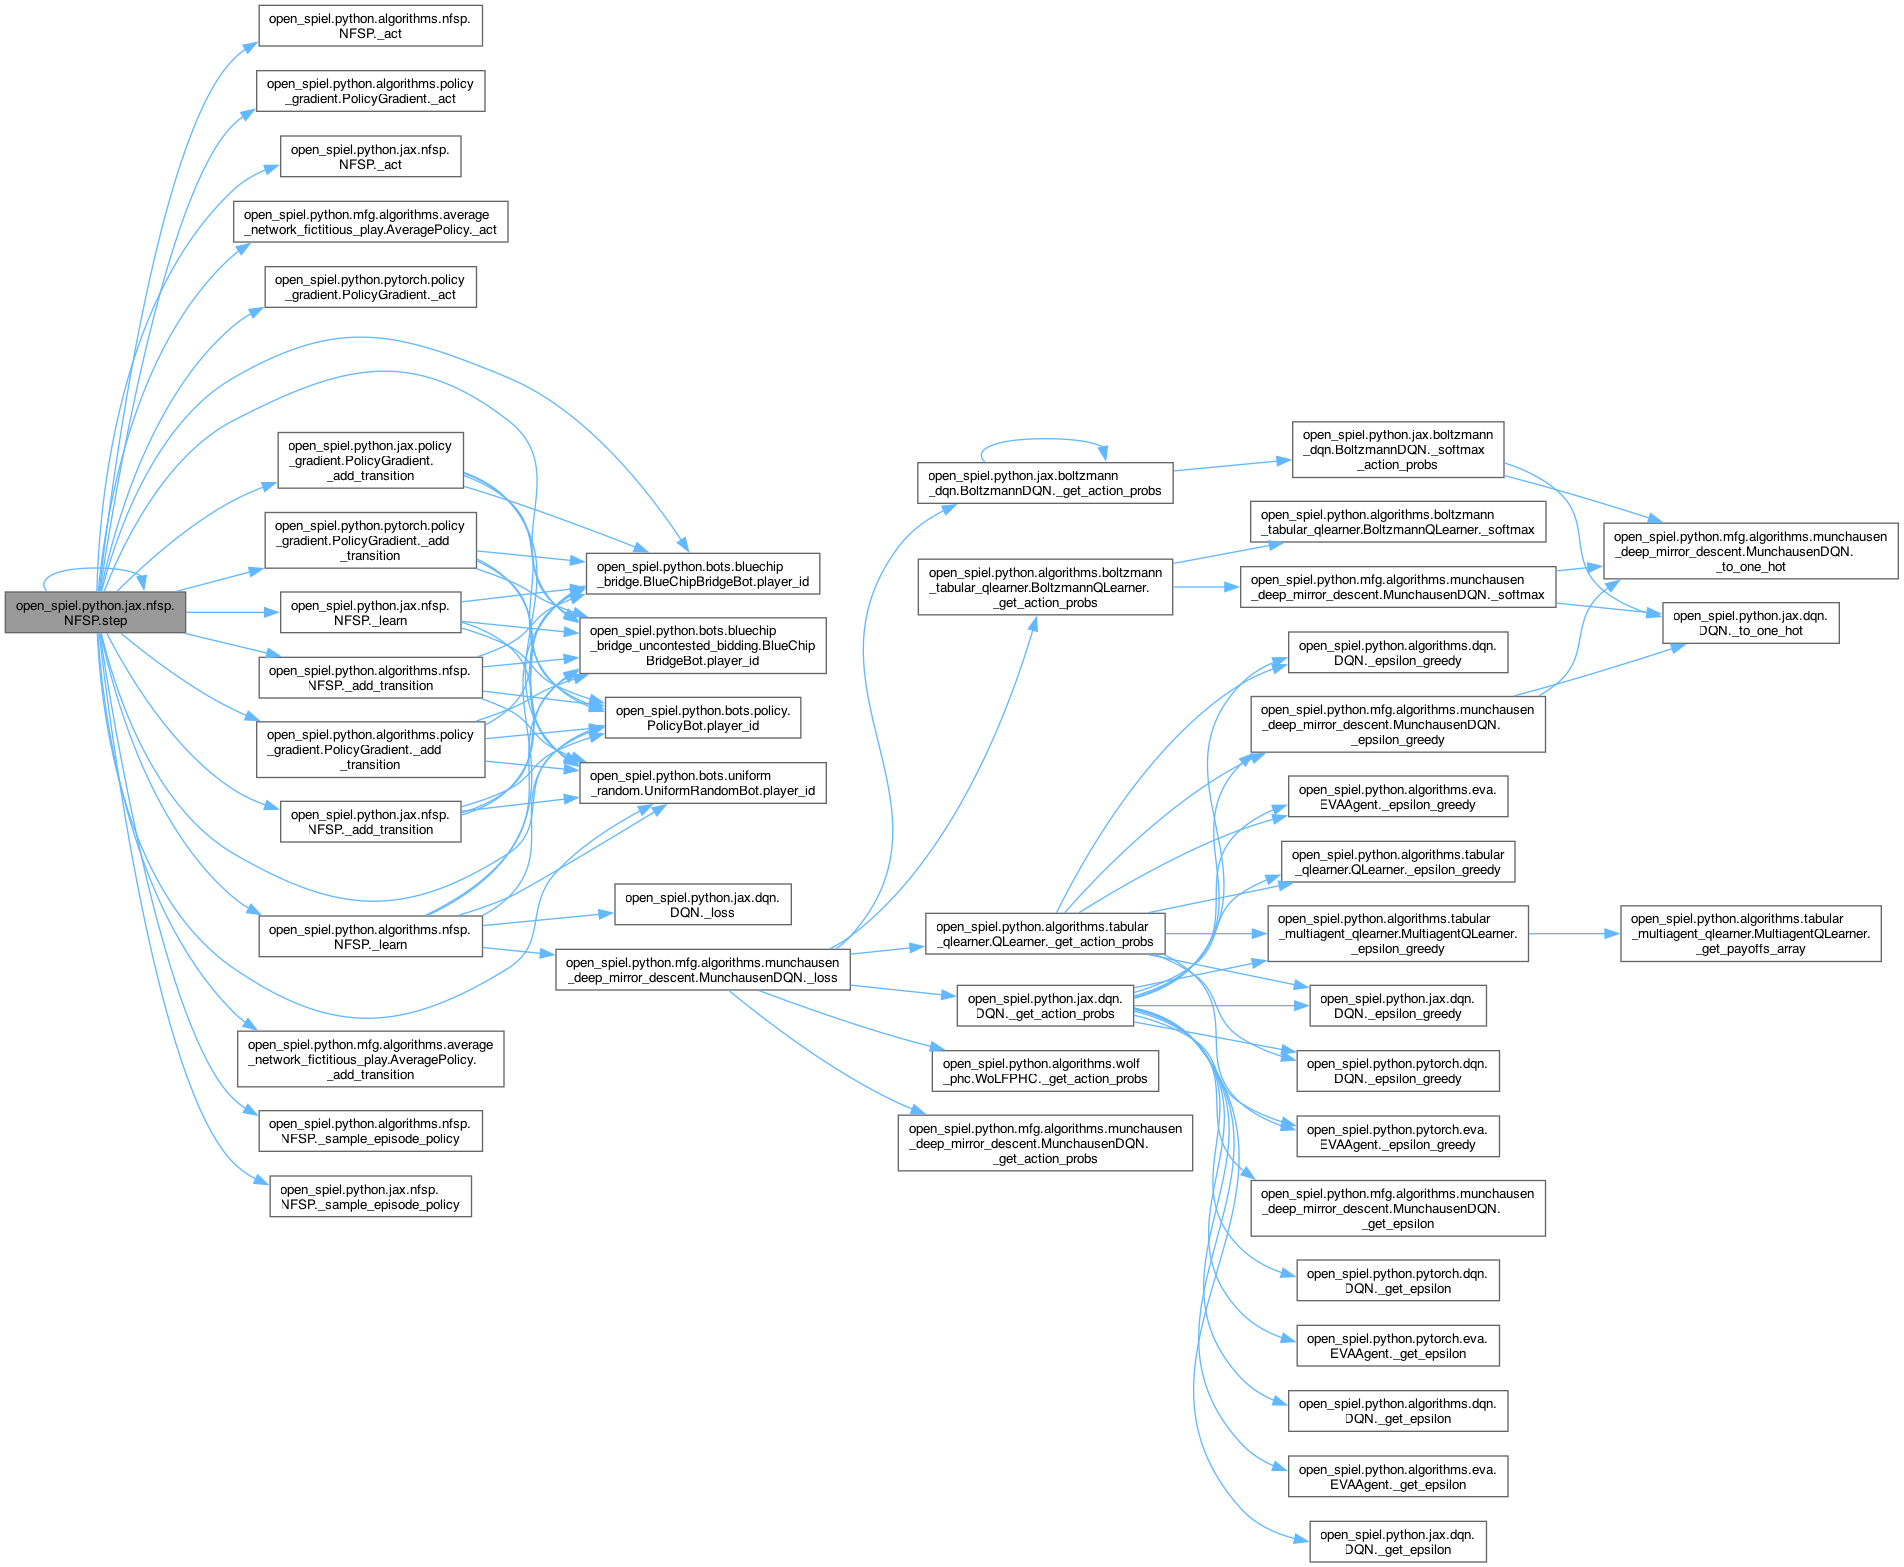 open_spiel.python.jax.nfsp.
NFSP.step
open_spiel.python.algorithms.nfsp.
NFSP._act
open_spiel.python.algorithms.policy
_gradient.PolicyGradient._act
open_spiel.python.jax.nfsp.
NFSP._act
open_spiel.python.mfg.algorithms.average
_network_fictitious_play.AveragePolicy._act
open_spiel.python.pytorch.policy
_gradient.PolicyGradient._act
open_spiel.python.jax.policy
_gradient.PolicyGradient.
_add_transition
open_spiel.python.pytorch.policy
_gradient.PolicyGradient._add
_transition
open_spiel.python.jax.nfsp.
NFSP._learn
open_spiel.python.algorithms.nfsp.
NFSP._add_transition
open_spiel.python.algorithms.policy
_gradient.PolicyGradient._add
_transition
open_spiel.python.jax.nfsp.
NFSP._add_transition
open_spiel.python.algorithms.nfsp.
NFSP._learn
open_spiel.python.mfg.algorithms.average
_network_fictitious_play.AveragePolicy.
_add_transition
open_spiel.python.algorithms.nfsp.
NFSP._sample_episode_policy
open_spiel.python.jax.nfsp.
NFSP._sample_episode_policy
open_spiel.python.bots.bluechip
_bridge.BlueChipBridgeBot.player_id
open_spiel.python.bots.bluechip
_bridge_uncontested_bidding.BlueChip
BridgeBot.player_id
open_spiel.python.bots.policy.
PolicyBot.player_id
open_spiel.python.bots.uniform
_random.UniformRandomBot.player_id
open_spiel.python.jax.dqn.
DQN._loss
open_spiel.python.mfg.algorithms.munchausen
_deep_mirror_descent.MunchausenDQN._loss
open_spiel.python.jax.boltzmann
_dqn.BoltzmannDQN._get_action_probs
open_spiel.python.algorithms.boltzmann
_tabular_qlearner.BoltzmannQLearner.
_get_action_probs
open_spiel.python.algorithms.tabular
_qlearner.QLearner._get_action_probs
open_spiel.python.jax.dqn.
DQN._get_action_probs
open_spiel.python.algorithms.wolf
_phc.WoLFPHC._get_action_probs
open_spiel.python.mfg.algorithms.munchausen
_deep_mirror_descent.MunchausenDQN.
_get_action_probs
open_spiel.python.jax.boltzmann
_dqn.BoltzmannDQN._softmax
_action_probs
open_spiel.python.algorithms.boltzmann
_tabular_qlearner.BoltzmannQLearner._softmax
open_spiel.python.mfg.algorithms.munchausen
_deep_mirror_descent.MunchausenDQN._softmax
open_spiel.python.algorithms.dqn.
DQN._epsilon_greedy
open_spiel.python.mfg.algorithms.munchausen
_deep_mirror_descent.MunchausenDQN.
_epsilon_greedy
open_spiel.python.algorithms.eva.
EVAAgent._epsilon_greedy
open_spiel.python.algorithms.tabular
_qlearner.QLearner._epsilon_greedy
open_spiel.python.algorithms.tabular
_multiagent_qlearner.MultiagentQLearner.
_epsilon_greedy
open_spiel.python.jax.dqn.
DQN._epsilon_greedy
open_spiel.python.pytorch.dqn.
DQN._epsilon_greedy
open_spiel.python.pytorch.eva.
EVAAgent._epsilon_greedy
open_spiel.python.mfg.algorithms.munchausen
_deep_mirror_descent.MunchausenDQN.
_get_epsilon
open_spiel.python.pytorch.dqn.
DQN._get_epsilon
open_spiel.python.pytorch.eva.
EVAAgent._get_epsilon
open_spiel.python.algorithms.dqn.
DQN._get_epsilon
open_spiel.python.algorithms.eva.
EVAAgent._get_epsilon
open_spiel.python.jax.dqn.
DQN._get_epsilon
open_spiel.python.mfg.algorithms.munchausen
_deep_mirror_descent.MunchausenDQN.
_to_one_hot
open_spiel.python.jax.dqn.
DQN._to_one_hot
open_spiel.python.algorithms.tabular
_multiagent_qlearner.MultiagentQLearner.
_get_payoffs_array